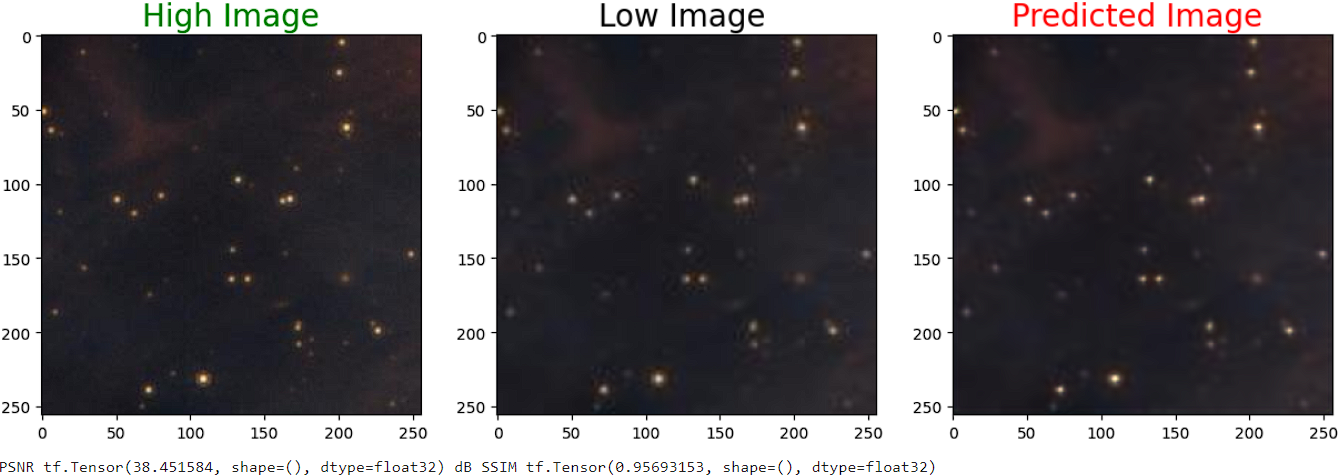 High Image Low Image Predicted Image
0 0 0
50 50 50
100 100 100
150 150 150
200 200 200
250 250 250
0 50 100 150 200 250 0 50 100 150 200 250 0 50 100 150 200 250
PSNR tf.Tensor(38.451584, shape=(), dtype=float32) dB SSIM tf.Tensor(0.95693153, shape=(), dtype=float32)